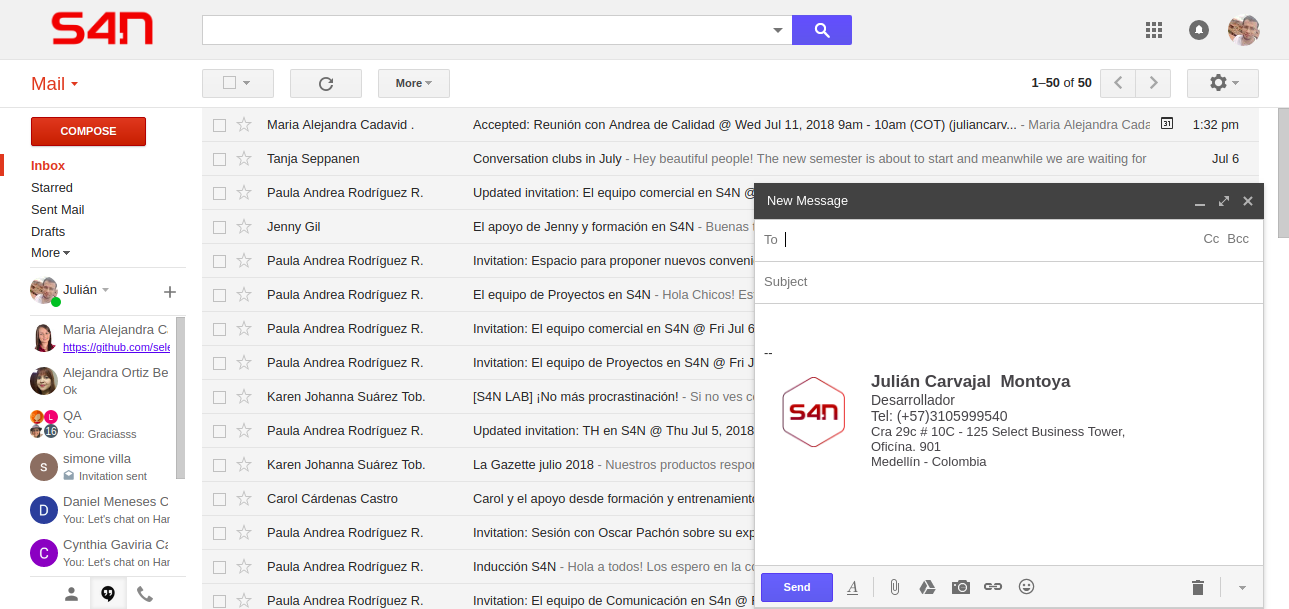 S4N
Mail
More
1–50 of 50
COMPOSE
Inbox
Starred
Sent Mail
Drafts
More
Julián
Maria Alejandra C
https://github.com/sele
Alejandra Ortiz Be
Ok
QA
L
16
You: Graciasss
S
simone villa
Invitation sent
D
Daniel Meneses C
You: Let's chat on Han
C
Cynthia Gaviria Ca
You: Let's chat on Han
Maria Alejandra Cadavid . Accepted: Reunión con Andrea de Calidad @ Wed Jul 11, 2018 9am - 10am (COT) (juliancarv... - Maria Alejandra Cada 31 1:32 pm
Tanja Seppanen Conversation clubs in July - Hey beautiful people! The new semester is about to start and meanwhile we are waiting for Jul 6
Paula Andrea Rodríguez R. Updated invitation: El equipo comercial en S4N @
Jenny Gil El apoyo de Jenny y formación en S4N - Buenas
Paula Andrea Rodríguez R. Invitation: Espacio para proponer nuevos conveni
Paula Andrea Rodríguez R. El equipo de Proyectos en S4N - Hola Chicos! Es
Paula Andrea Rodríguez R. Invitation: El equipo comercial en S4N @ Fri Jul 6
Paula Andrea Rodríguez R. Invitation: El equipo de Proyectos en S4N @ Fri J
Karen Johanna Suárez Tob. [S4N LAB] ¡No más procrastinación! - Si no ves co
Paula Andrea Rodríguez R. Updated invitation: TH en S4N @ Thu Jul 5, 2018
Karen Johanna Suárez Tob. La Gazette julio 2018 - Nuestros productos respon
Carol Cárdenas Castro Carol y el apoyo desde formación y entrenamiento
Paula Andrea Rodríguez R. Invitation: Sesión con Oscar Pachón sobre su exp
Paula Andrea Rodríguez R. Inducción S4N - Hola a todos! Los espero en la co
Paula Andrea Rodríguez R. Invitation: El equipo de Comunicación en S4n @ F
New Message
To
Cc Bcc
Subject
--
S4N
Julián Carvajal Montoya
Desarrollador
Tel: (+57)3105999540
Cra 29c # 10C - 125 Select Business Tower,
Oficína. 901
Medellín - Colombia
Send
A